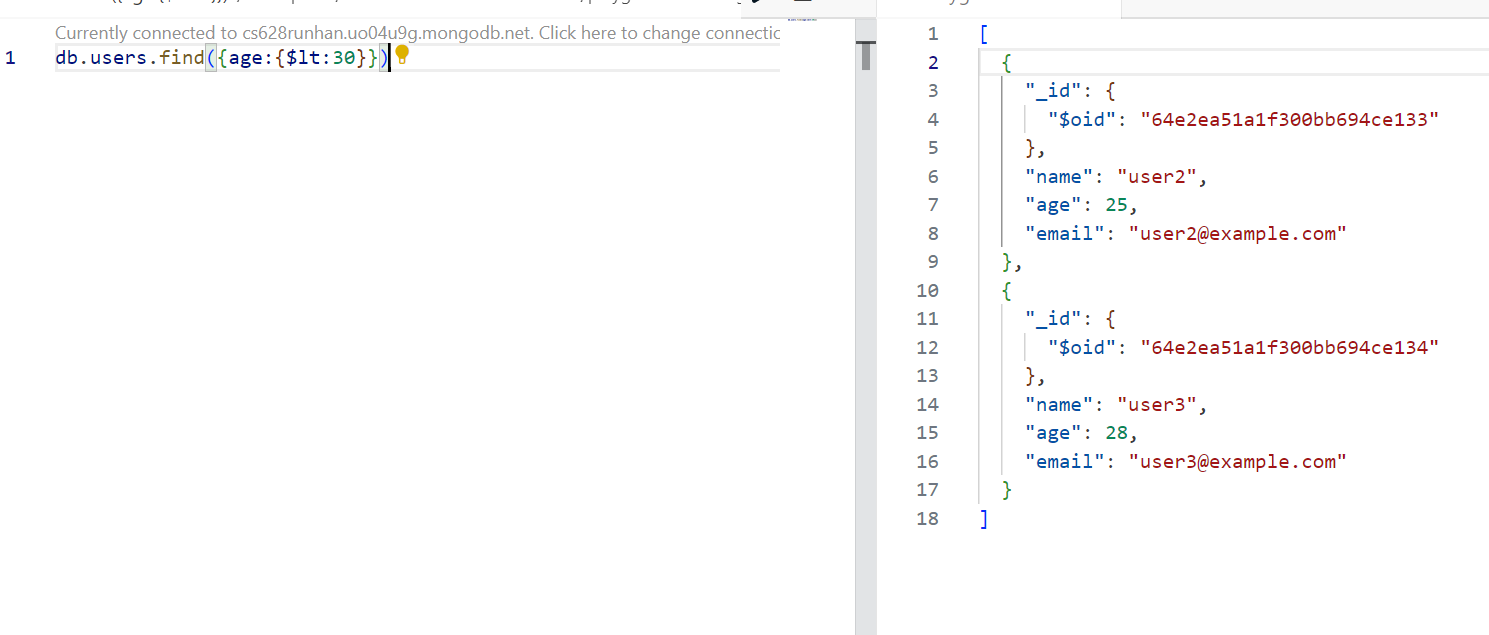 Currently connected to cs628runhan.uo04u9g.mongodb.net. Click here to change connectio
1 db.users.find({age:{$lt:30}})
1 [
2 {
3 "_id": {
4 "$oid": "64e2ea51a1f300bb694ce133"
5 },
6 "name": "user2",
7 "age": 25,
8 "email": "user2@example.com"
9 },
10 {
11 "_id": {
12 "$oid": "64e2ea51a1f300bb694ce134"
13 },
14 "name": "user3",
15 "age": 28,
16 "email": "user3@example.com"
17 }
18 ]